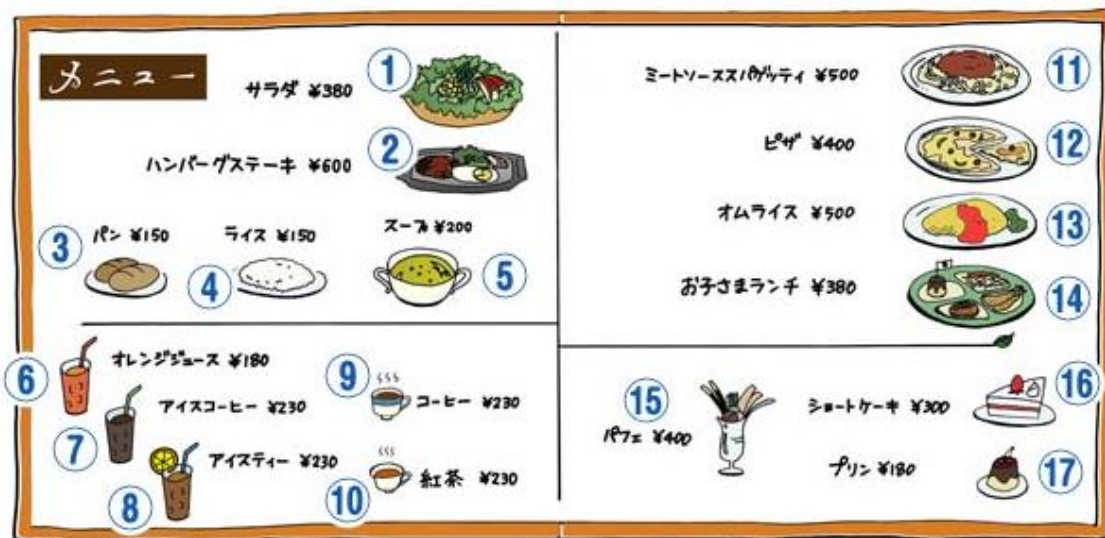 メニュー
① サラダ ¥380
② ハンバーグステーキ ¥600
③ パン ¥150
④ ライス ¥150
⑤ スープ ¥200
⑥ オレンジジュース ¥180
⑦ アイスコーヒー ¥230
⑧ アイスティー ¥230
⑨ コーヒー ¥230
⑩ 紅茶 ¥230
⑪ ミートソーススパゲッティ ¥500
⑫ ピザ ¥400
⑬ オムライス ¥500
⑭ お子さまランチ ¥380
⑮ パフェ ¥400
⑯ ショートケーキ ¥300
⑰ プリン ¥180